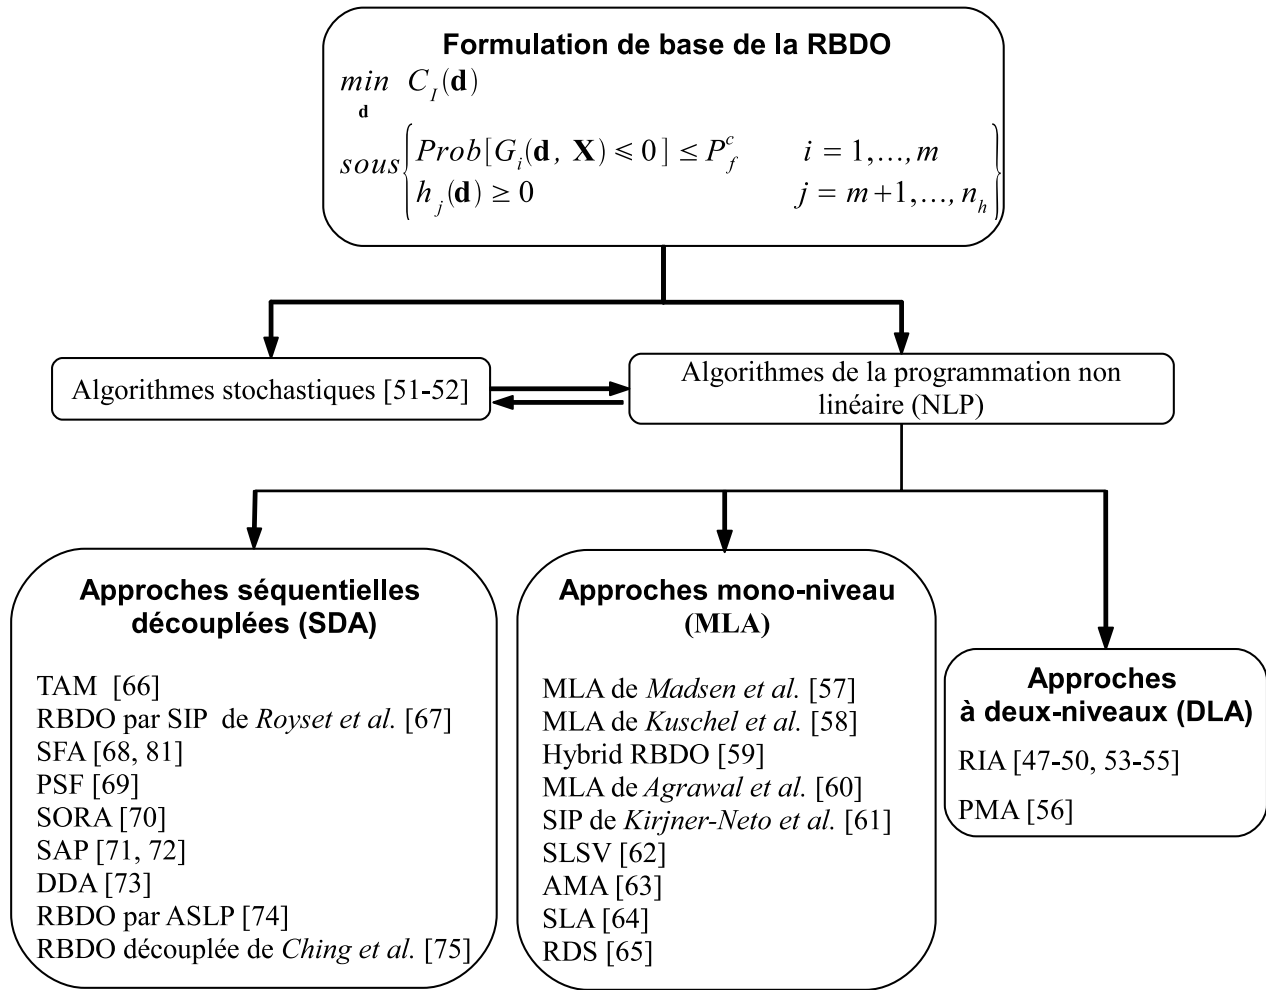 Formulation de base de la RBDO
min C_I(d)
d
sous { Prob[G_i(d, X) ⩽ 0] ≤ P_f^c i = 1,…,m
h_j(d) ≥ 0 j = m+1,…, n_h }
Algorithmes stochastiques [51-52]
Algorithmes de la programmation non
linéaire (NLP)
Approches séquentielles
découplées (SDA)
TAM [66]
RBDO par SIP de Royset et al. [67]
SFA [68, 81]
PSF [69]
SORA [70]
SAP [71, 72]
DDA [73]
RBDO par ASLP [74]
RBDO découplée de Ching et al. [75]
Approches mono-niveau
(MLA)
MLA de Madsen et al. [57]
MLA de Kuschel et al. [58]
Hybrid RBDO [59]
MLA de Agrawal et al. [60]
SIP de Kirjner-Neto et al. [61]
SLSV [62]
AMA [63]
SLA [64]
RDS [65]
Approches
à deux-niveaux (DLA)
RIA [47-50, 53-55]
PMA [56]